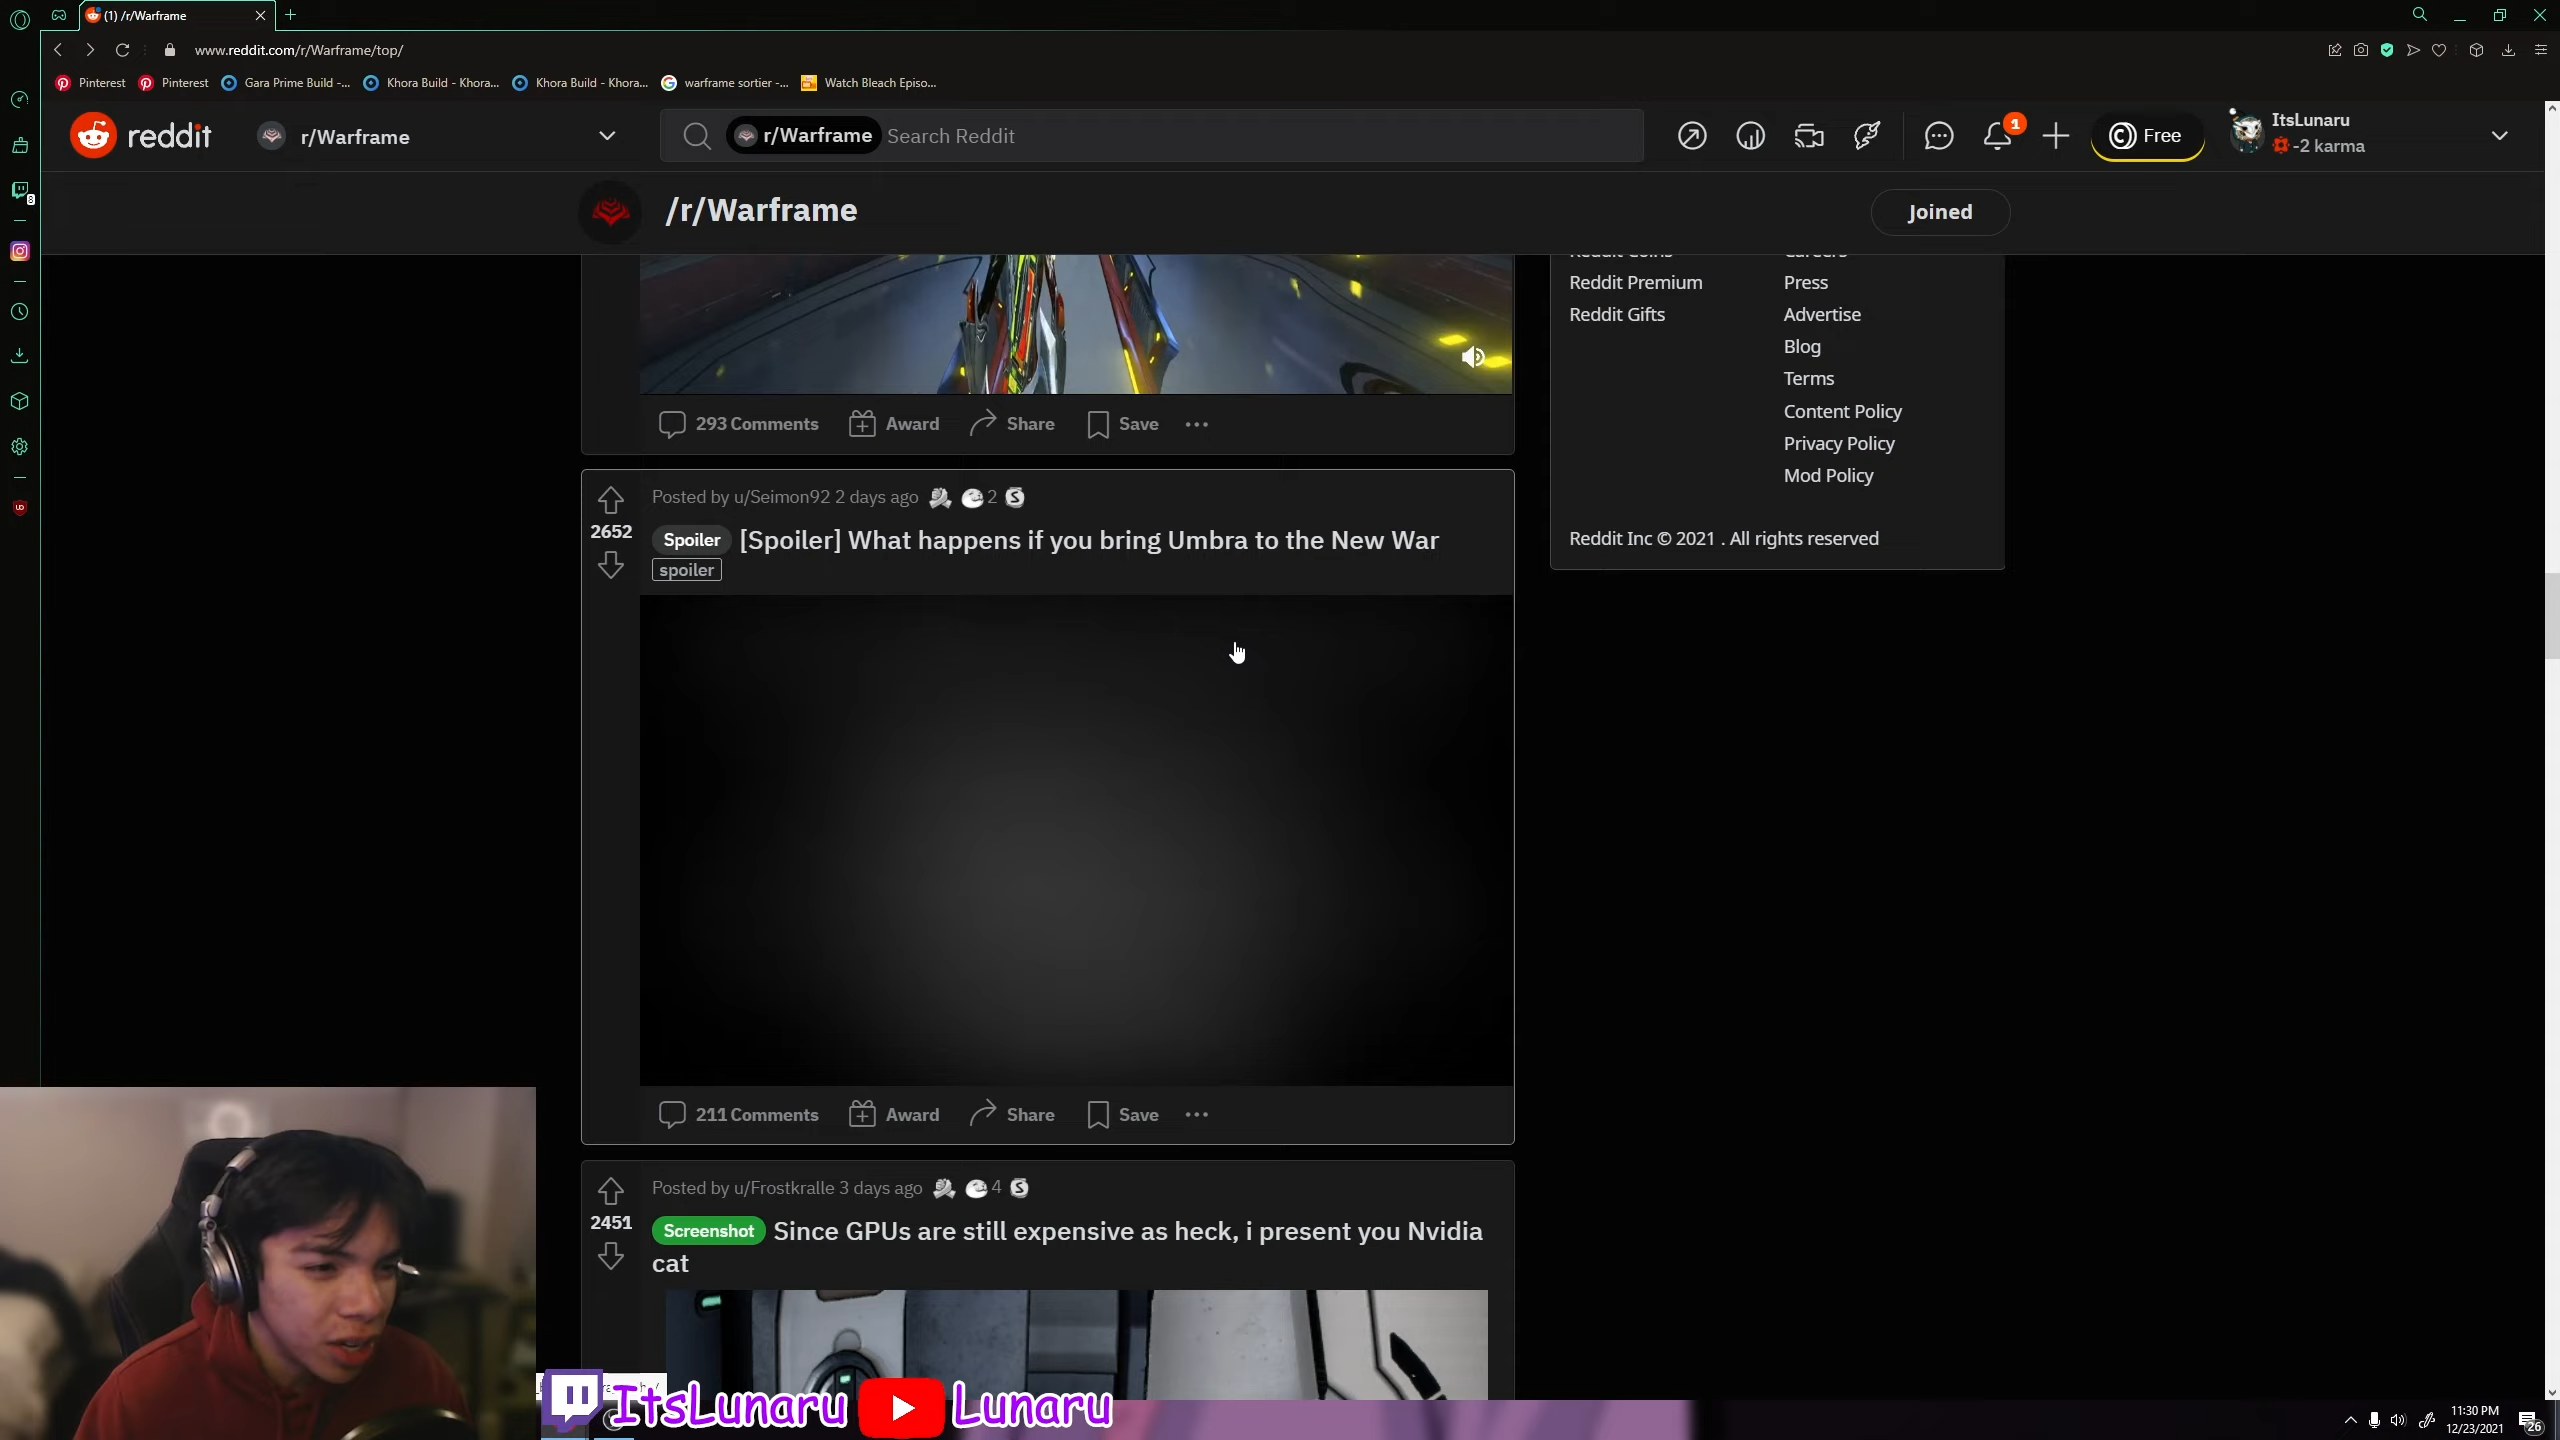 (1) /r/Warframe
www.reddit.com/r/Warframe/top/
Pinterest
Pinterest
Gara Prime Build -...
Khora Build - Khora...
Khora Build - Khora...
warframe sortier -...
Watch Bleach Episo...
8
reddit
r/Warframe
r/Warframe
Search Reddit
1
Free
ItsLunaru
-2 karma
/r/Warframe
Joined
Reddit Coins
Careers
Reddit Premium
Press
Reddit Gifts
Advertise
Blog
Terms
Content Policy
Privacy Policy
Mod Policy
Reddit Inc © 2021 . All rights reserved
293 Comments
Award
Share
Save
Posted by u/Seimon92 2 days ago
2
2652
Spoiler
[Spoiler] What happens if you bring Umbra to the New War
spoiler
211 Comments
Award
Share
Save
Posted by u/Frostkralle 3 days ago
4
2451
Screenshot
Since GPUs are still expensive as heck, i present you Nvidia
cat
ItsLunaru
Lunaru
11:30 PM
12/23/2021
26